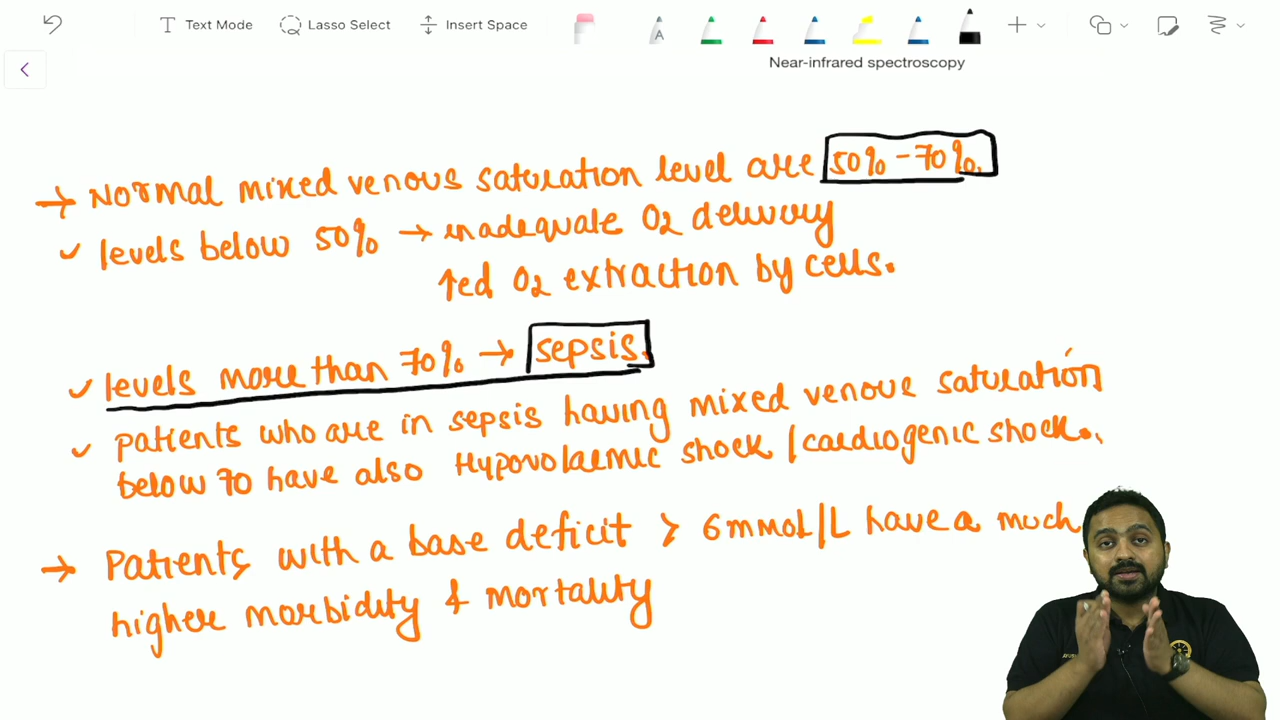 Text Mode Lasso Select Insert Space
A
Near-infrared spectroscopy
→ Normal mixed venous saturation level are 50% - 70%.
✓ levels below 50% → inadequate O2 delivery
↑ed O2 extraction by cells.
✓ levels more than 70% → sepsis.
✓ patients who are in sepsis having mixed venous saturation
below 70 have also Hypovolaemic shock / cardiogenic shock.
→ Patients with a base deficit > 6mmol/L have a much
higher morbidity & mortality